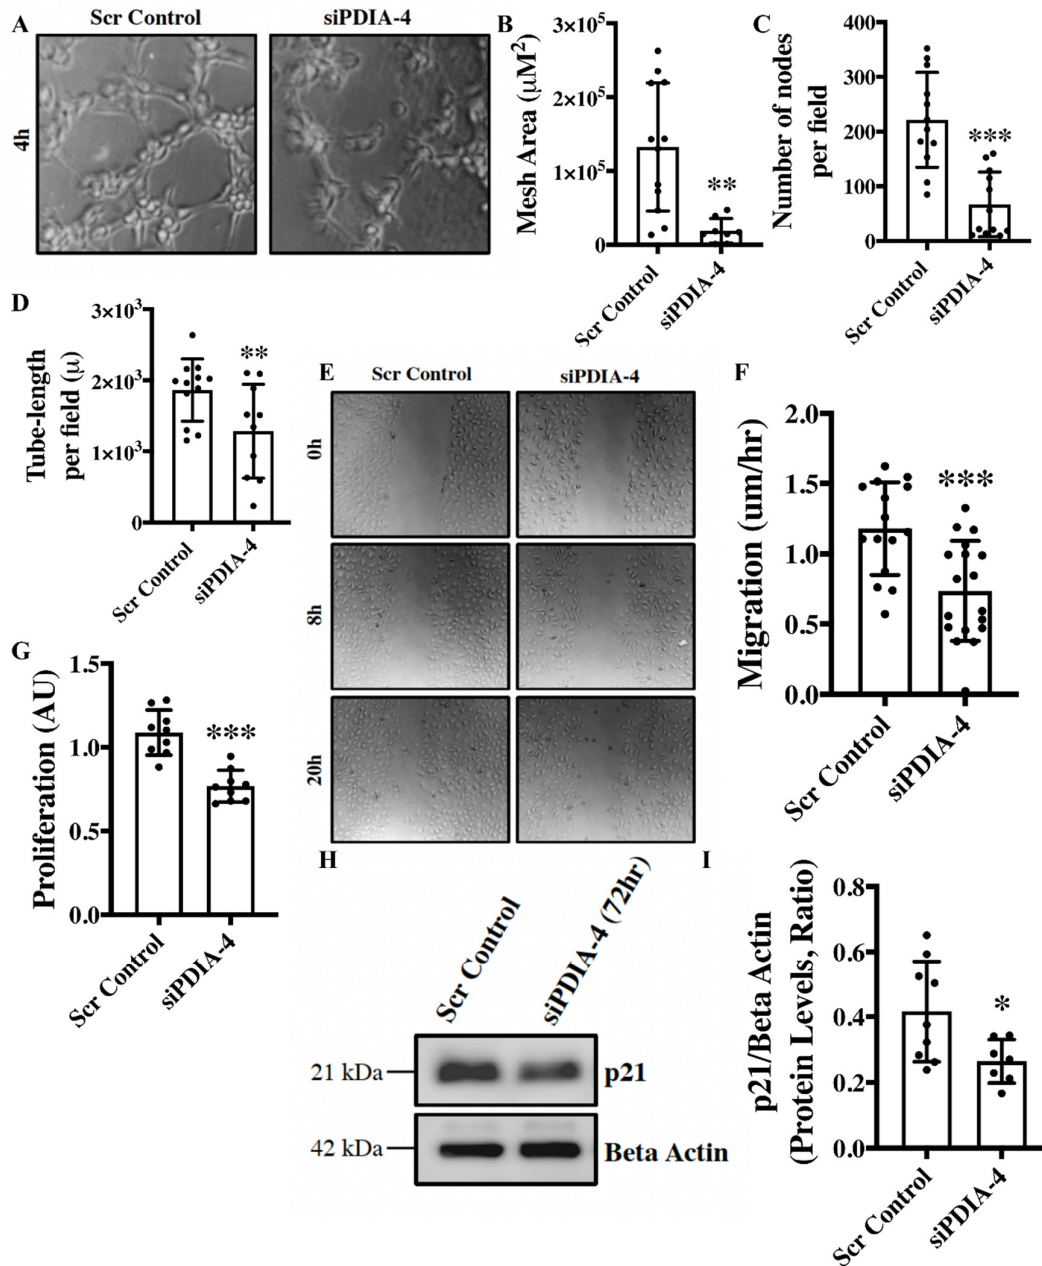 A
Scr Control
siPDIA-4
4h
B
Mesh Area (μM²)
3×10⁵
2×10⁵
1×10⁵
0
**
Scr Control
siPDIA-4
C
Number of nodes
per field
400
300
200
100
0
***
Scr Control
siPDIA-4
D
Tube-length
per field (μ)
3×10³
2×10³
1×10³
0
**
Scr Control
siPDIA-4
E
Scr Control
siPDIA-4
0h
8h
20h
F
Migration (um/hr)
2.0
1.5
1.0
0.5
0.0
***
Scr Control
siPDIA-4
G
Proliferation (AU)
1.5
1.0
0.5
0.0
***
Scr Control
siPDIA-4
H
Scr Control
siPDIA-4 (72hr)
21 kDa
p21
42 kDa
Beta Actin
I
p21/Beta Actin
(Protein Levels, Ratio)
0.8
0.6
0.4
0.2
0.0
*
Scr Control
siPDIA-4